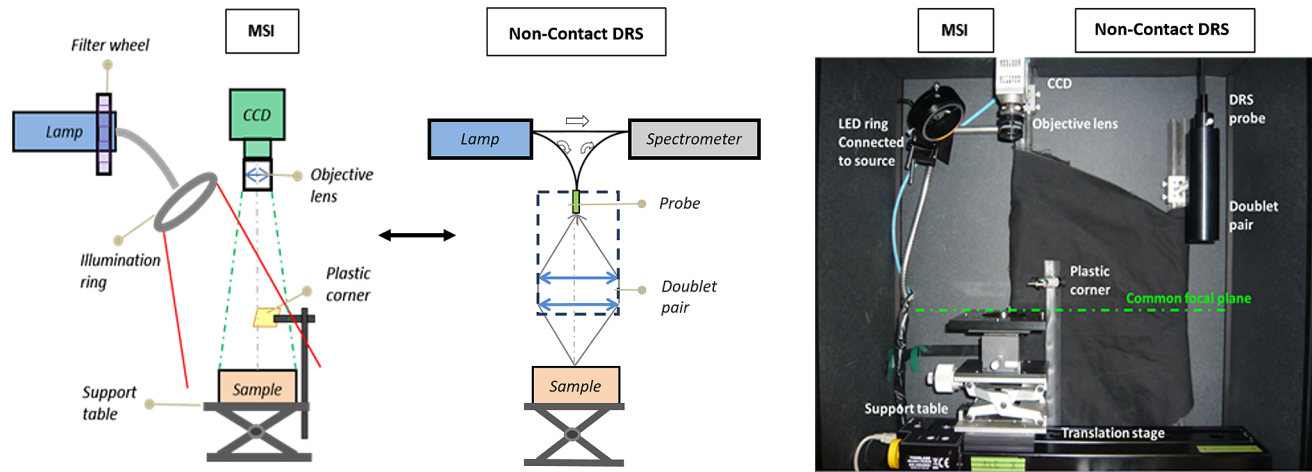 MSI
Filter wheel
Lamp
CCD
Objective
lens
Illumination
ring
Plastic
corner
Support
table
Sample
Non-Contact DRS
Lamp
Spectrometer
Probe
Doublet
pair
Sample
MSI
Non-Contact DRS
CCD
DRS
probe
LED ring
Connected
to source
Objective lens
Doublet
pair
Plastic
corner
Common focal plane
Support table
Translation stage